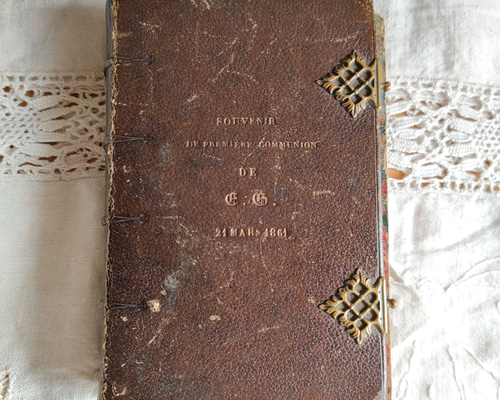 SOUVENIR
DE PREMIÈRE COMMUNION
DE
E. G.
21 MARS 1861